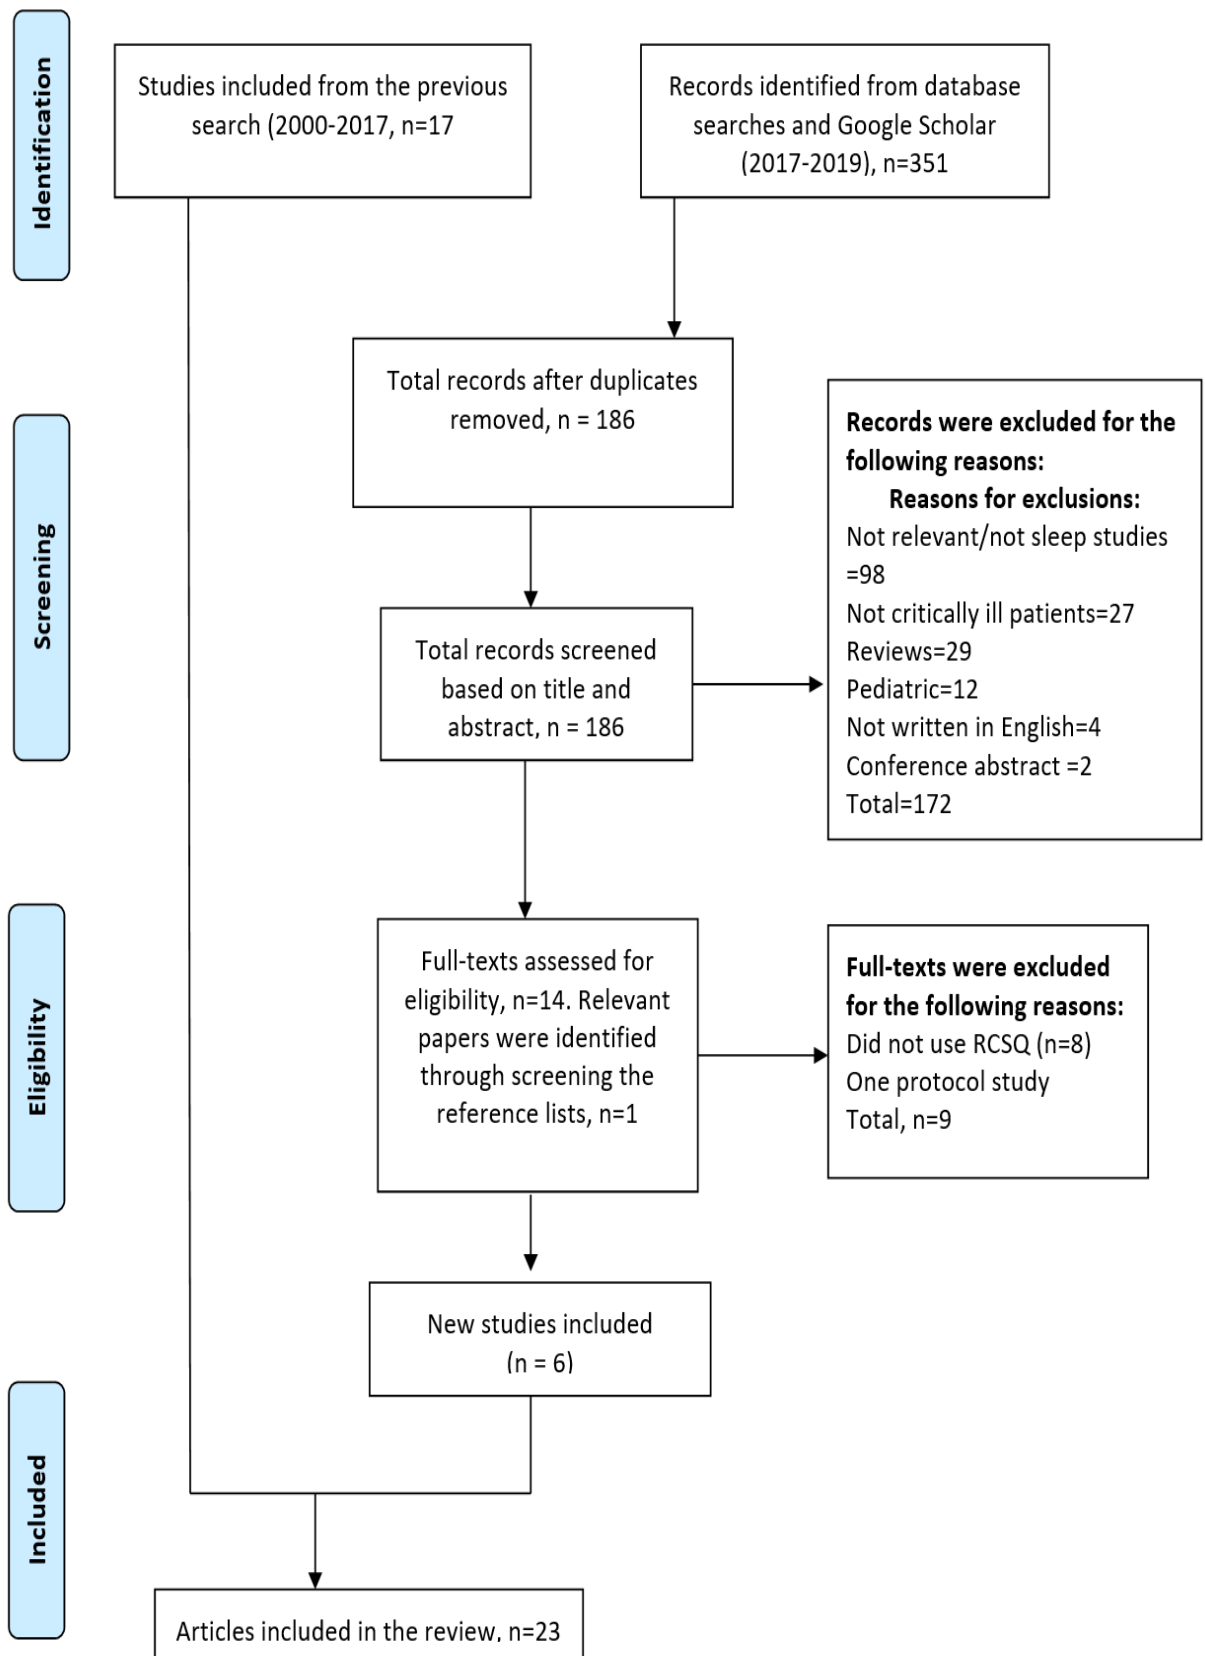 Identification
Studies included from the previous
search (2000-2017, n=17
Records identified from database
searches and Google Scholar
(2017-2019), n=351
Screening
Total records after duplicates
removed, n = 186
Total records screened
based on title and
abstract, n = 186
Records were excluded for the
following reasons:
Reasons for exclusions:
Not relevant/not sleep studies
=98
Not critically ill patients=27
Reviews=29
Pediatric=12
Not written in English=4
Conference abstract =2
Total=172
Eligibility
Full-texts assessed for
eligibility, n=14. Relevant
papers were identified
through screening the
reference lists, n=1
Full-texts were excluded
for the following reasons:
Did not use RCSQ (n=8)
One protocol study
Total, n=9
New studies included
(n = 6)
Included
Articles included in the review, n=23